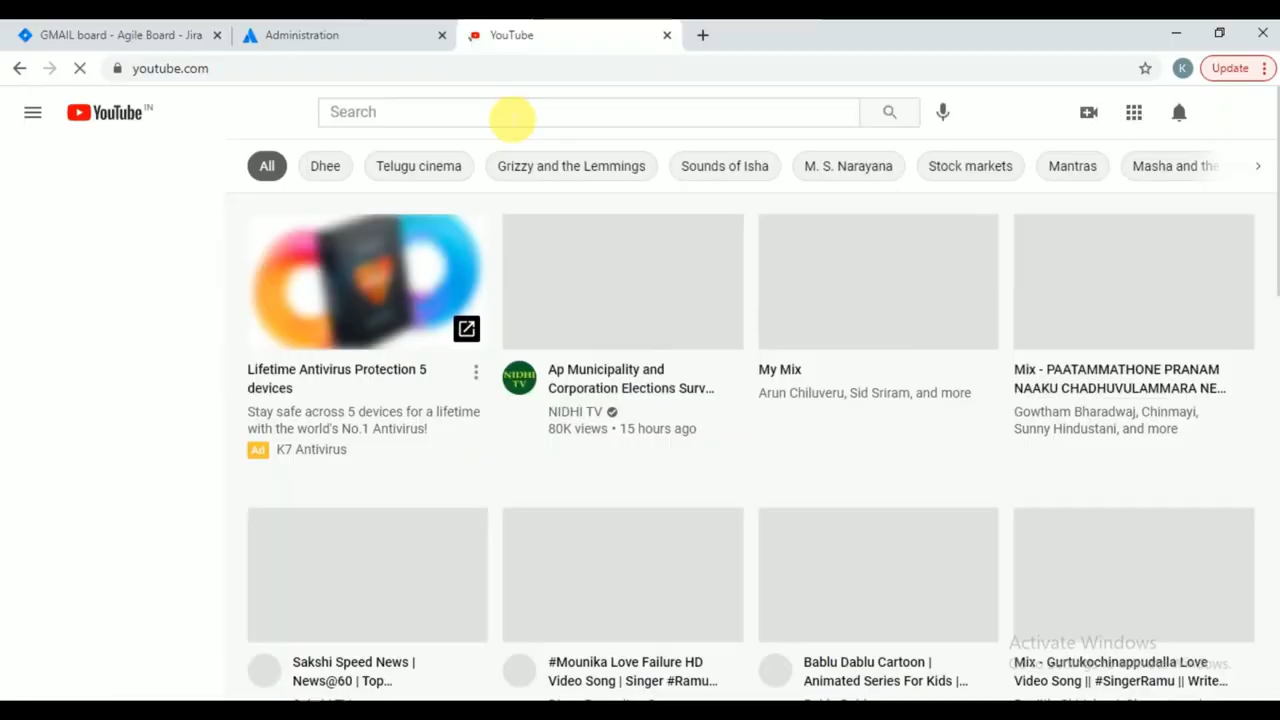 GMAIL board - Agile Board - Jira
Administration
YouTube
youtube.com
K
Update
YouTube IN
Search
All
Dhee
Telugu cinema
Grizzy and the Lemmings
Sounds of Isha
M. S. Narayana
Stock markets
Mantras
Masha and the
Lifetime Antivirus Protection 5
devices
Stay safe across 5 devices for a lifetime
with the world's No.1 Antivirus!
Ad K7 Antivirus
NIDHI
TV
Ap Municipality and
Corporation Elections Surv...
NIDHI TV
80K views • 15 hours ago
My Mix
Arun Chiluveru, Sid Sriram, and more
Mix - PAATAMMATHONE PRANAM
NAAKU CHADHUVULAMMARA NE...
Gowtham Bharadwaj, Chinmayi,
Sunny Hindustani, and more
Sakshi Speed News |
News@60 | Top...
#Mounika Love Failure HD
Video Song | Singer #Ramu...
Bablu Dablu Cartoon |
Animated Series For Kids |...
Mix - Gurtukochinappudalla Love
Video Song || #SingerRamu || Write...
Activate Windows